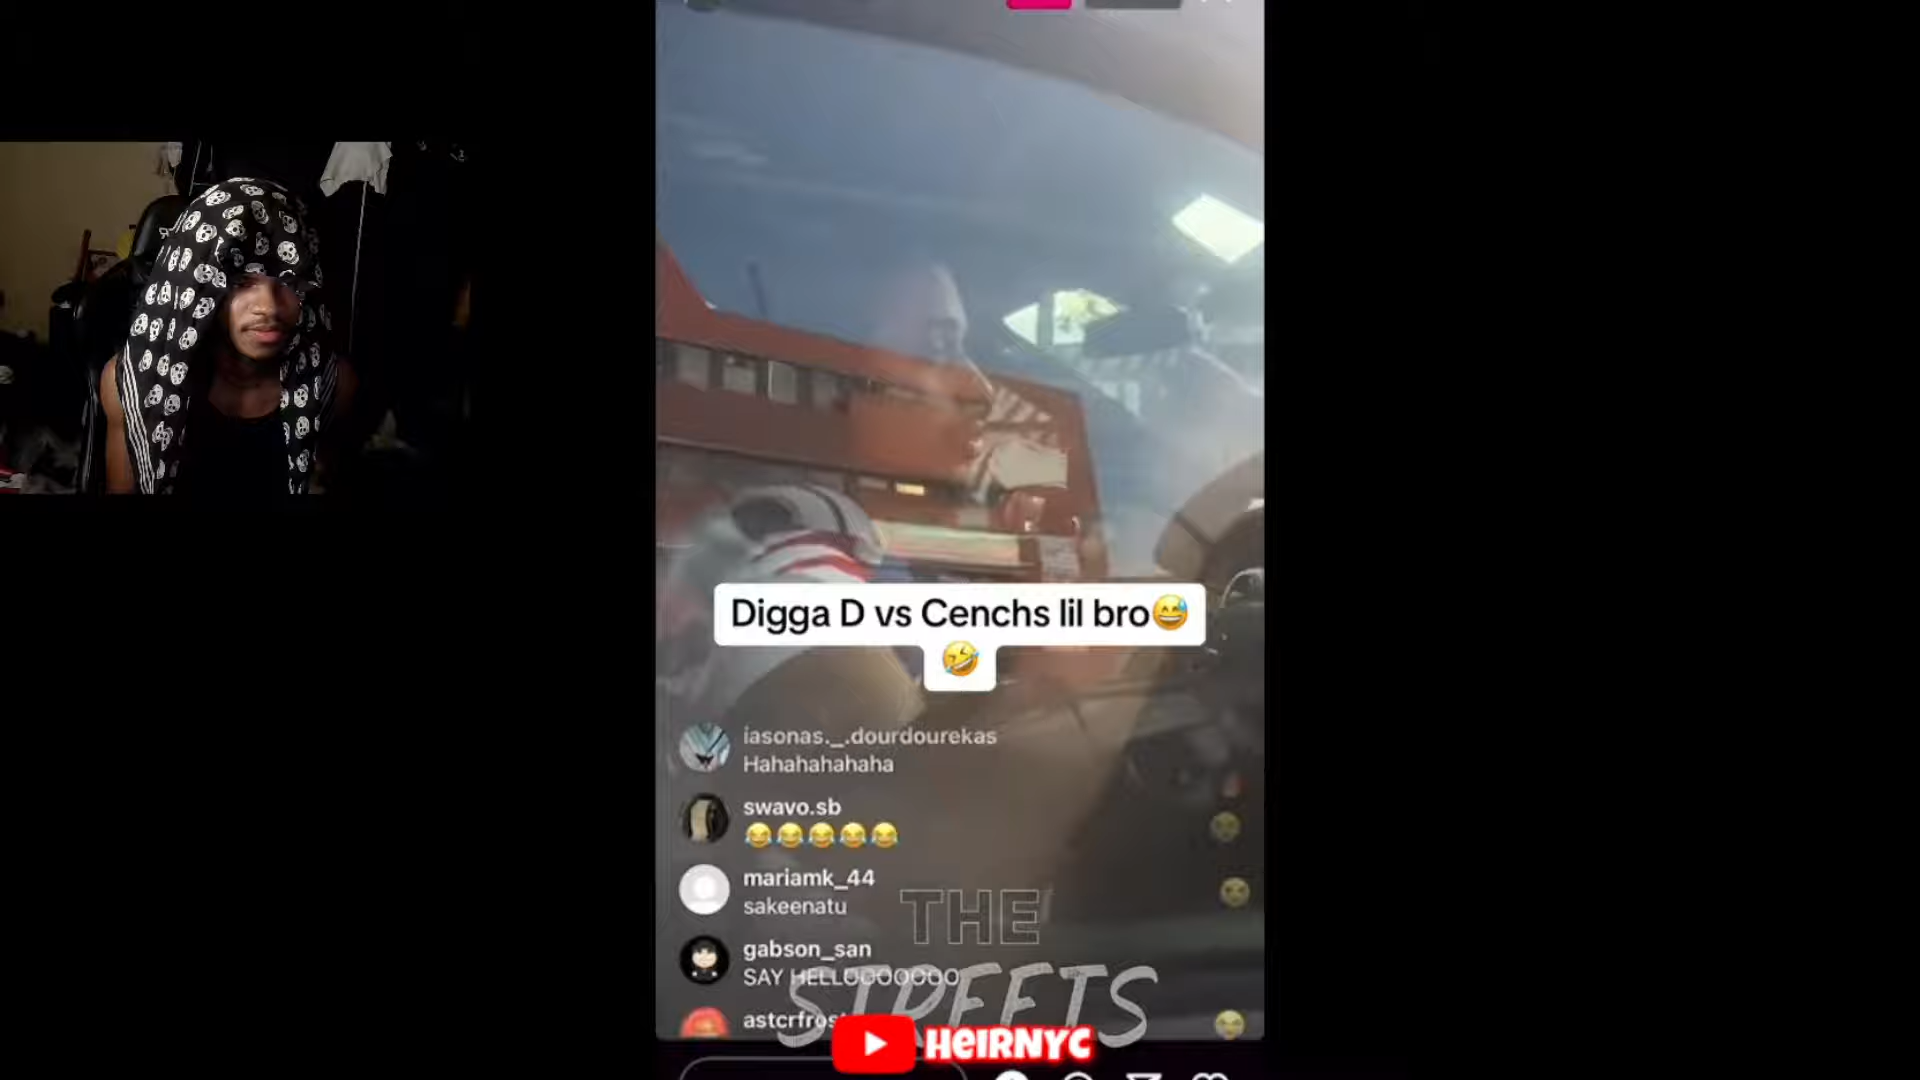 Digga D vs Cenchs lil bro😅
🤣
iasonas._.dourdourekas
Hahahahahaha
swavo.sb
😂😂😂😂😂
mariamk_44
sakeenatu
gabson_san
SAY HELLOOOOOOO
THE
STREETS
HEIRNYC